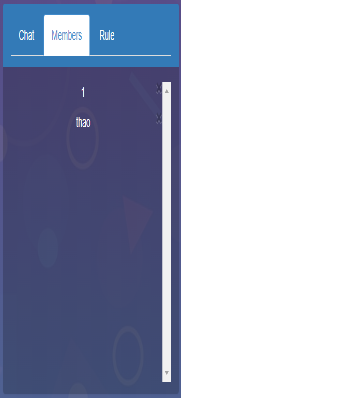 Chat Members Rule
1 X
thao X